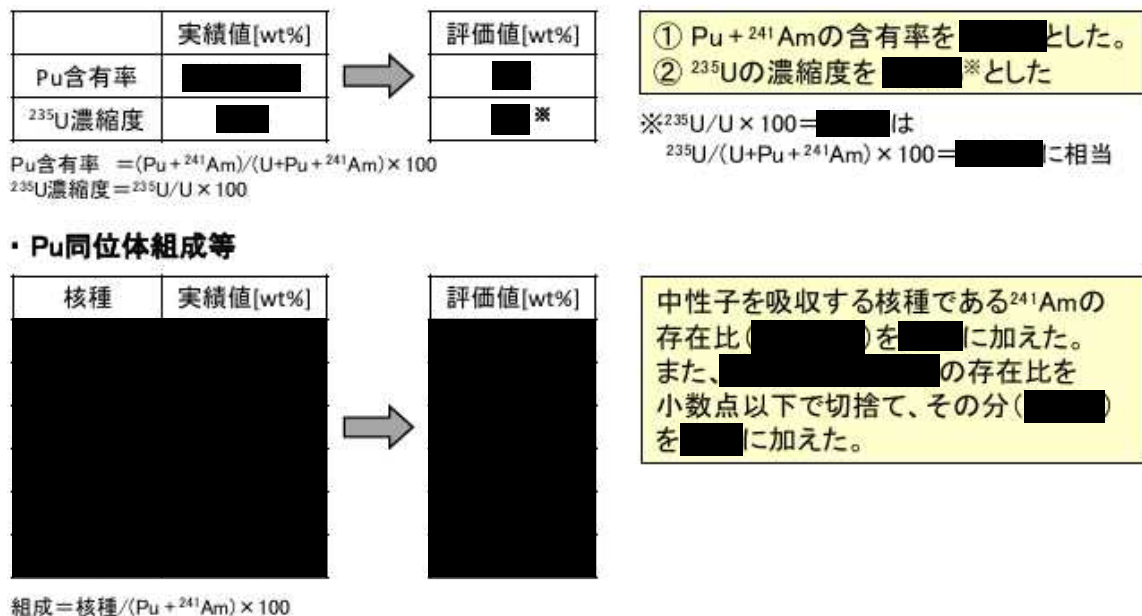 実績値[wt%]
評価値[wt%]
Pu含有率
²³⁵U濃縮度
※
Pu含有率 =(Pu+²⁴¹Am)/(U+Pu+²⁴¹Am)×100
²³⁵U濃縮度=²³⁵U/U×100
① Pu+²⁴¹Amの含有率を とした。
② ²³⁵Uの濃縮度を ※とした
※²³⁵U/U×100= は
²³⁵U/(U+Pu+²⁴¹Am)×100= に相当
・Pu同位体組成等
核種 実績値[wt%]
評価値[wt%]
中性子を吸収する核種である²⁴¹Amの
存在比( )を に加えた。
また、 の存在比を
小数点以下で切捨て、その分( )
を に加えた。
組成=核種/(Pu+²⁴¹Am)×100